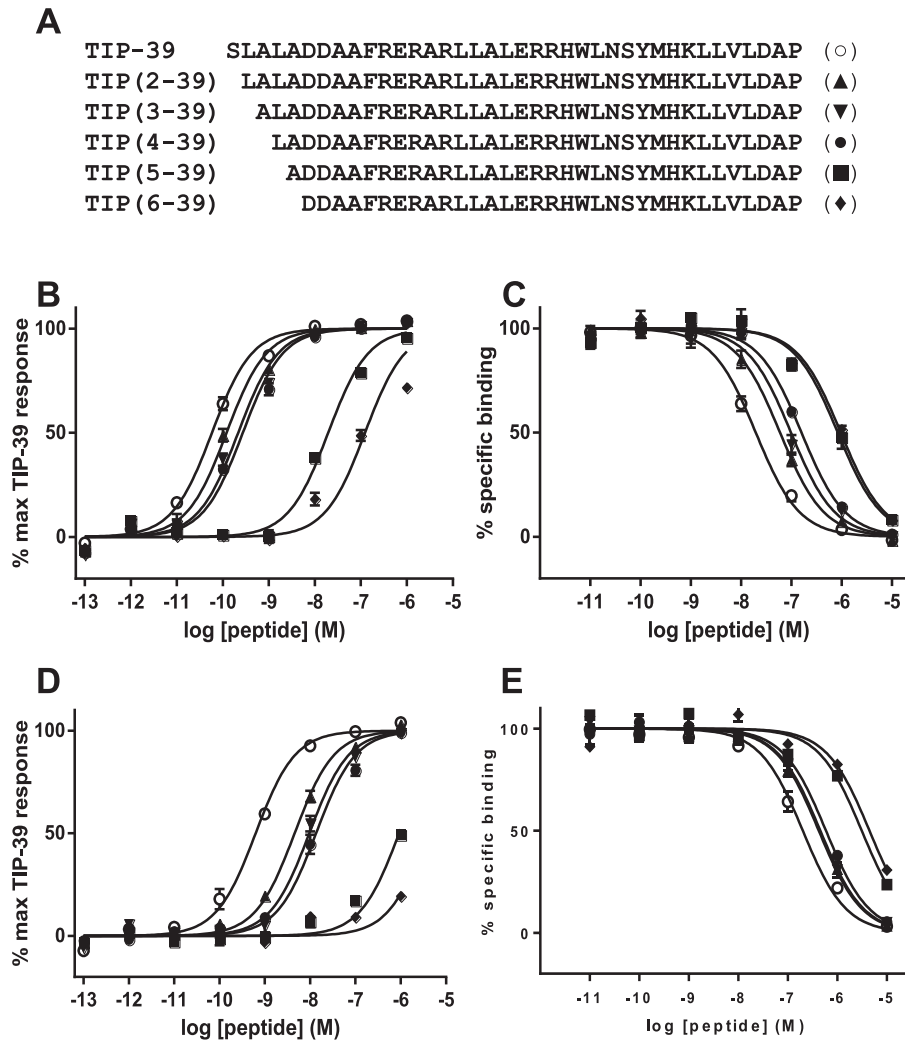 A
TIP-39 SLALADDAAFRERARLLALERRHWLNSYMHKLLVLDAP (○)
TIP(2-39) LALADDAAFRERARLLALERRHWLNSYMHKLLVLDAP (▲)
TIP(3-39) ALADDAAFRERARLLALERRHWLNSYMHKLLVLDAP (▼)
TIP(4-39) LADDAAFRERARLLALERRHWLNSYMHKLLVLDAP (●)
TIP(5-39) ADDAAFRERARLLALERRHWLNSYMHKLLVLDAP (■)
TIP(6-39) DDAAFRERARLLALERRHWLNSYMHKLLVLDAP (♦)
B
% max TIP-39 response
100
50
0
-13 -12 -11 -10 -9 -8 -7 -6 -5
log [peptide] (M)
C
% specific binding
100
50
0
-11 -10 -9 -8 -7 -6 -5
log [peptide] (M)
D
% max TIP-39 response
100
50
0
-13 -12 -11 -10 -9 -8 -7 -6 -5
log [peptide] (M)
E
% specific binding
100
50
0
-11 -10 -9 -8 -7 -6 -5
log [peptide] (M)